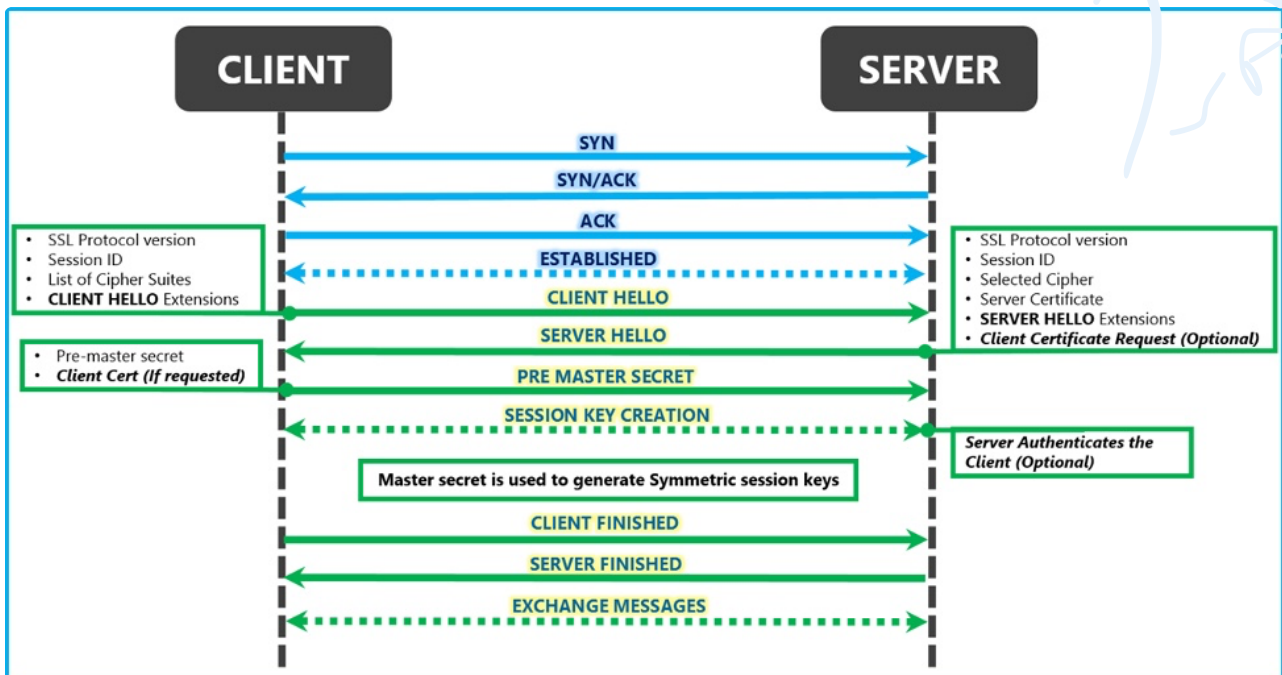 CLIENT
SERVER
SYN
SYN/ACK
ACK
• SSL Protocol version
• Session ID
• List of Cipher Suites
• CLIENT HELLO Extensions
• SSL Protocol version
• Session ID
• Selected Cipher
• Server Certificate
• SERVER HELLO Extensions
• Client Certificate Request (Optional)
ESTABLISHED
CLIENT HELLO
SERVER HELLO
• Pre-master secret
• Client Cert (If requested)
PRE MASTER SECRET
SESSION KEY CREATION
Server Authenticates the
Client (Optional)
Master secret is used to generate Symmetric session keys
CLIENT FINISHED
SERVER FINISHED
EXCHANGE MESSAGES